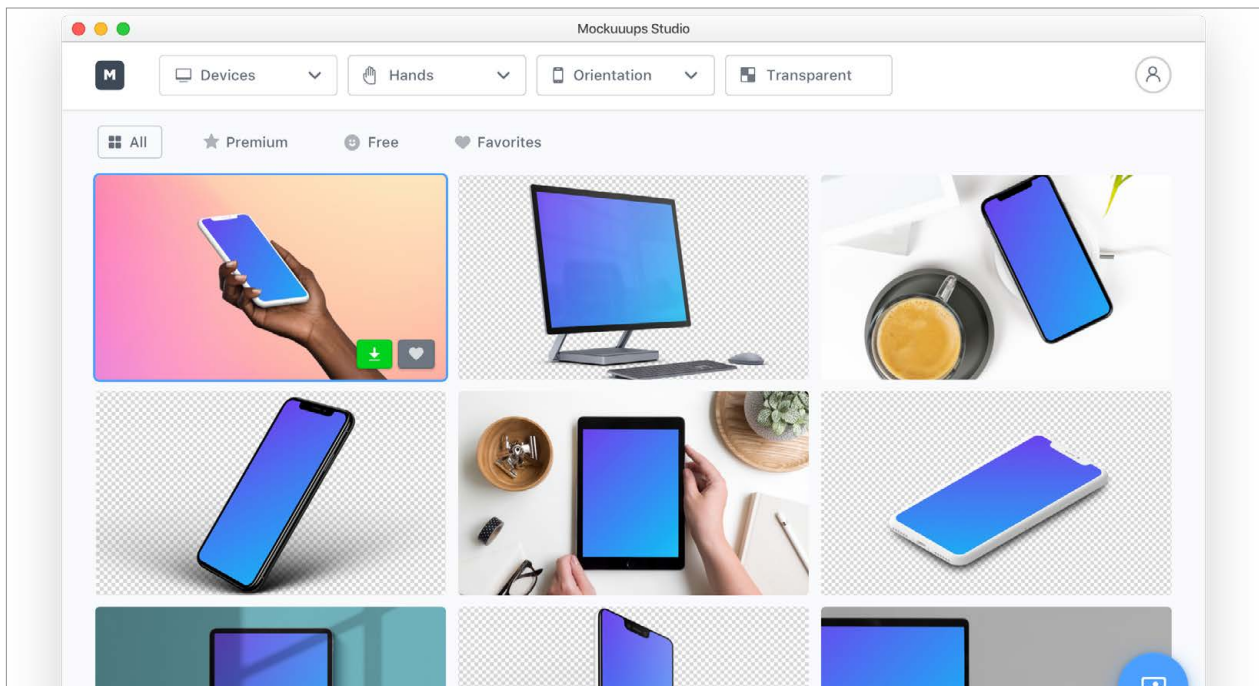 Mockuuups Studio
M
Devices
Hands
Orientation
Transparent
All
Premium
Free
Favorites